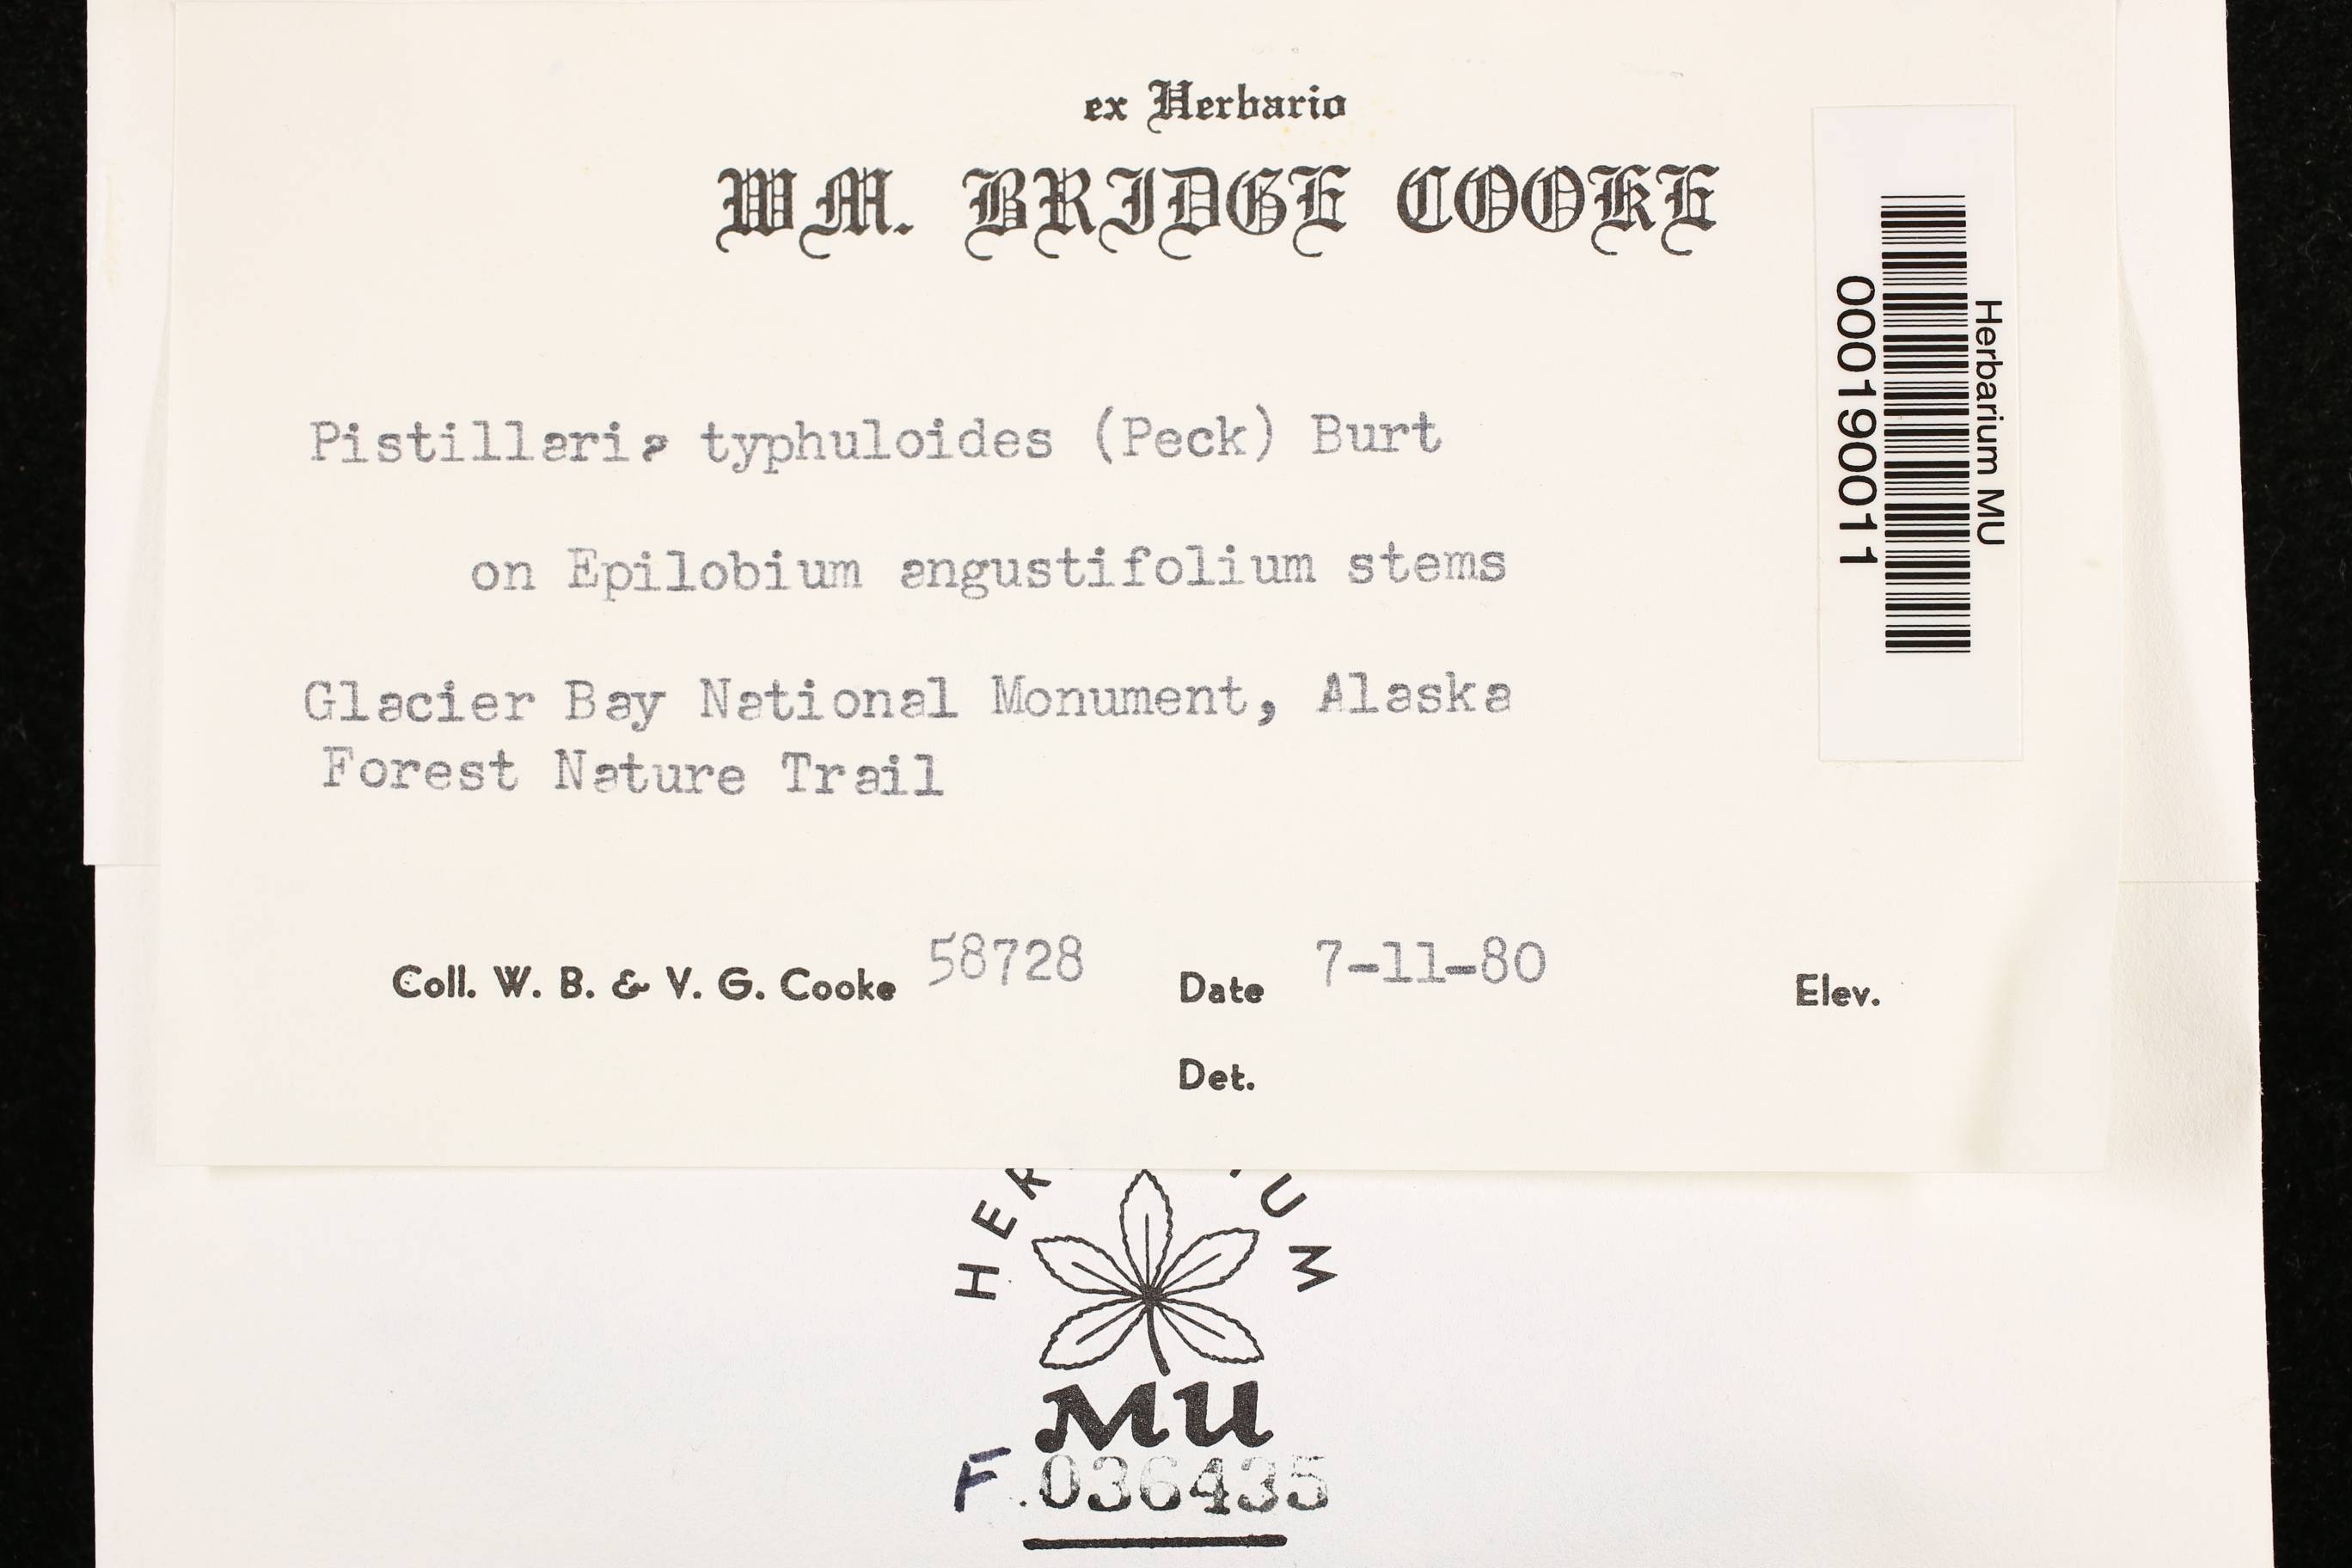 ex Herbario
WM. BRIDGE COOKE
Pistillaria typhuloides (Peck) Burt
on Epilobium angustifolium stems
Glacier Bay National Monument, Alaska
Forest Nature Trail
Coll. W. B. & V. G. Cooke 58728 Date 7-11-80 Elev.
Det.
Herbarium MU
000190011
MU
F.036435